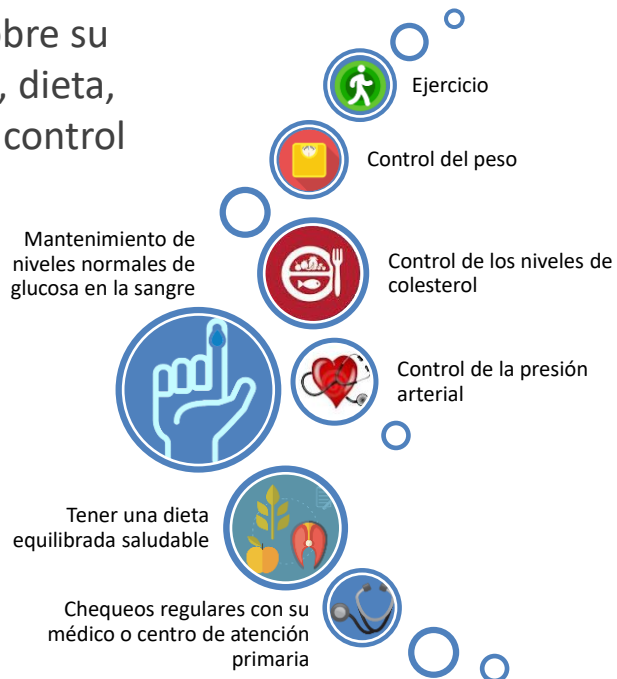 obre su
, dieta,
control
Ejercicio
Control del peso
Mantenimiento de
niveles normales de
glucosa en la sangre
Control de los niveles de
colesterol
Control de la presión
arterial
Tener una dieta
equilibrada saludable
Chequeos regulares con su
médico o centro de atención
primaria